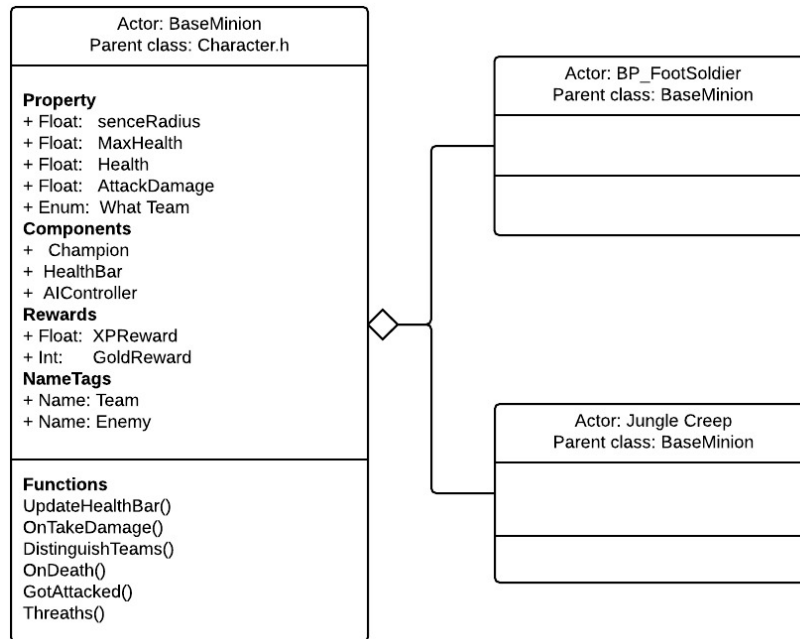 Actor: BaseMinion
Parent class: Character.h
Property
+ Float: senceRadius
+ Float: MaxHealth
+ Float: Health
+ Float: AttackDamage
+ Enum: What Team
Components
+ Champion
+ HealthBar
+ AIController
Rewards
+ Float: XPReward
+ Int: GoldReward
NameTags
+ Name: Team
+ Name: Enemy
Functions
UpdateHealthBar()
OnTakeDamage()
DistinguishTeams()
OnDeath()
GotAttacked()
Threaths()
Actor: BP_FootSoldier
Parent class: BaseMinion
Actor: Jungle Creep
Parent class: BaseMinion